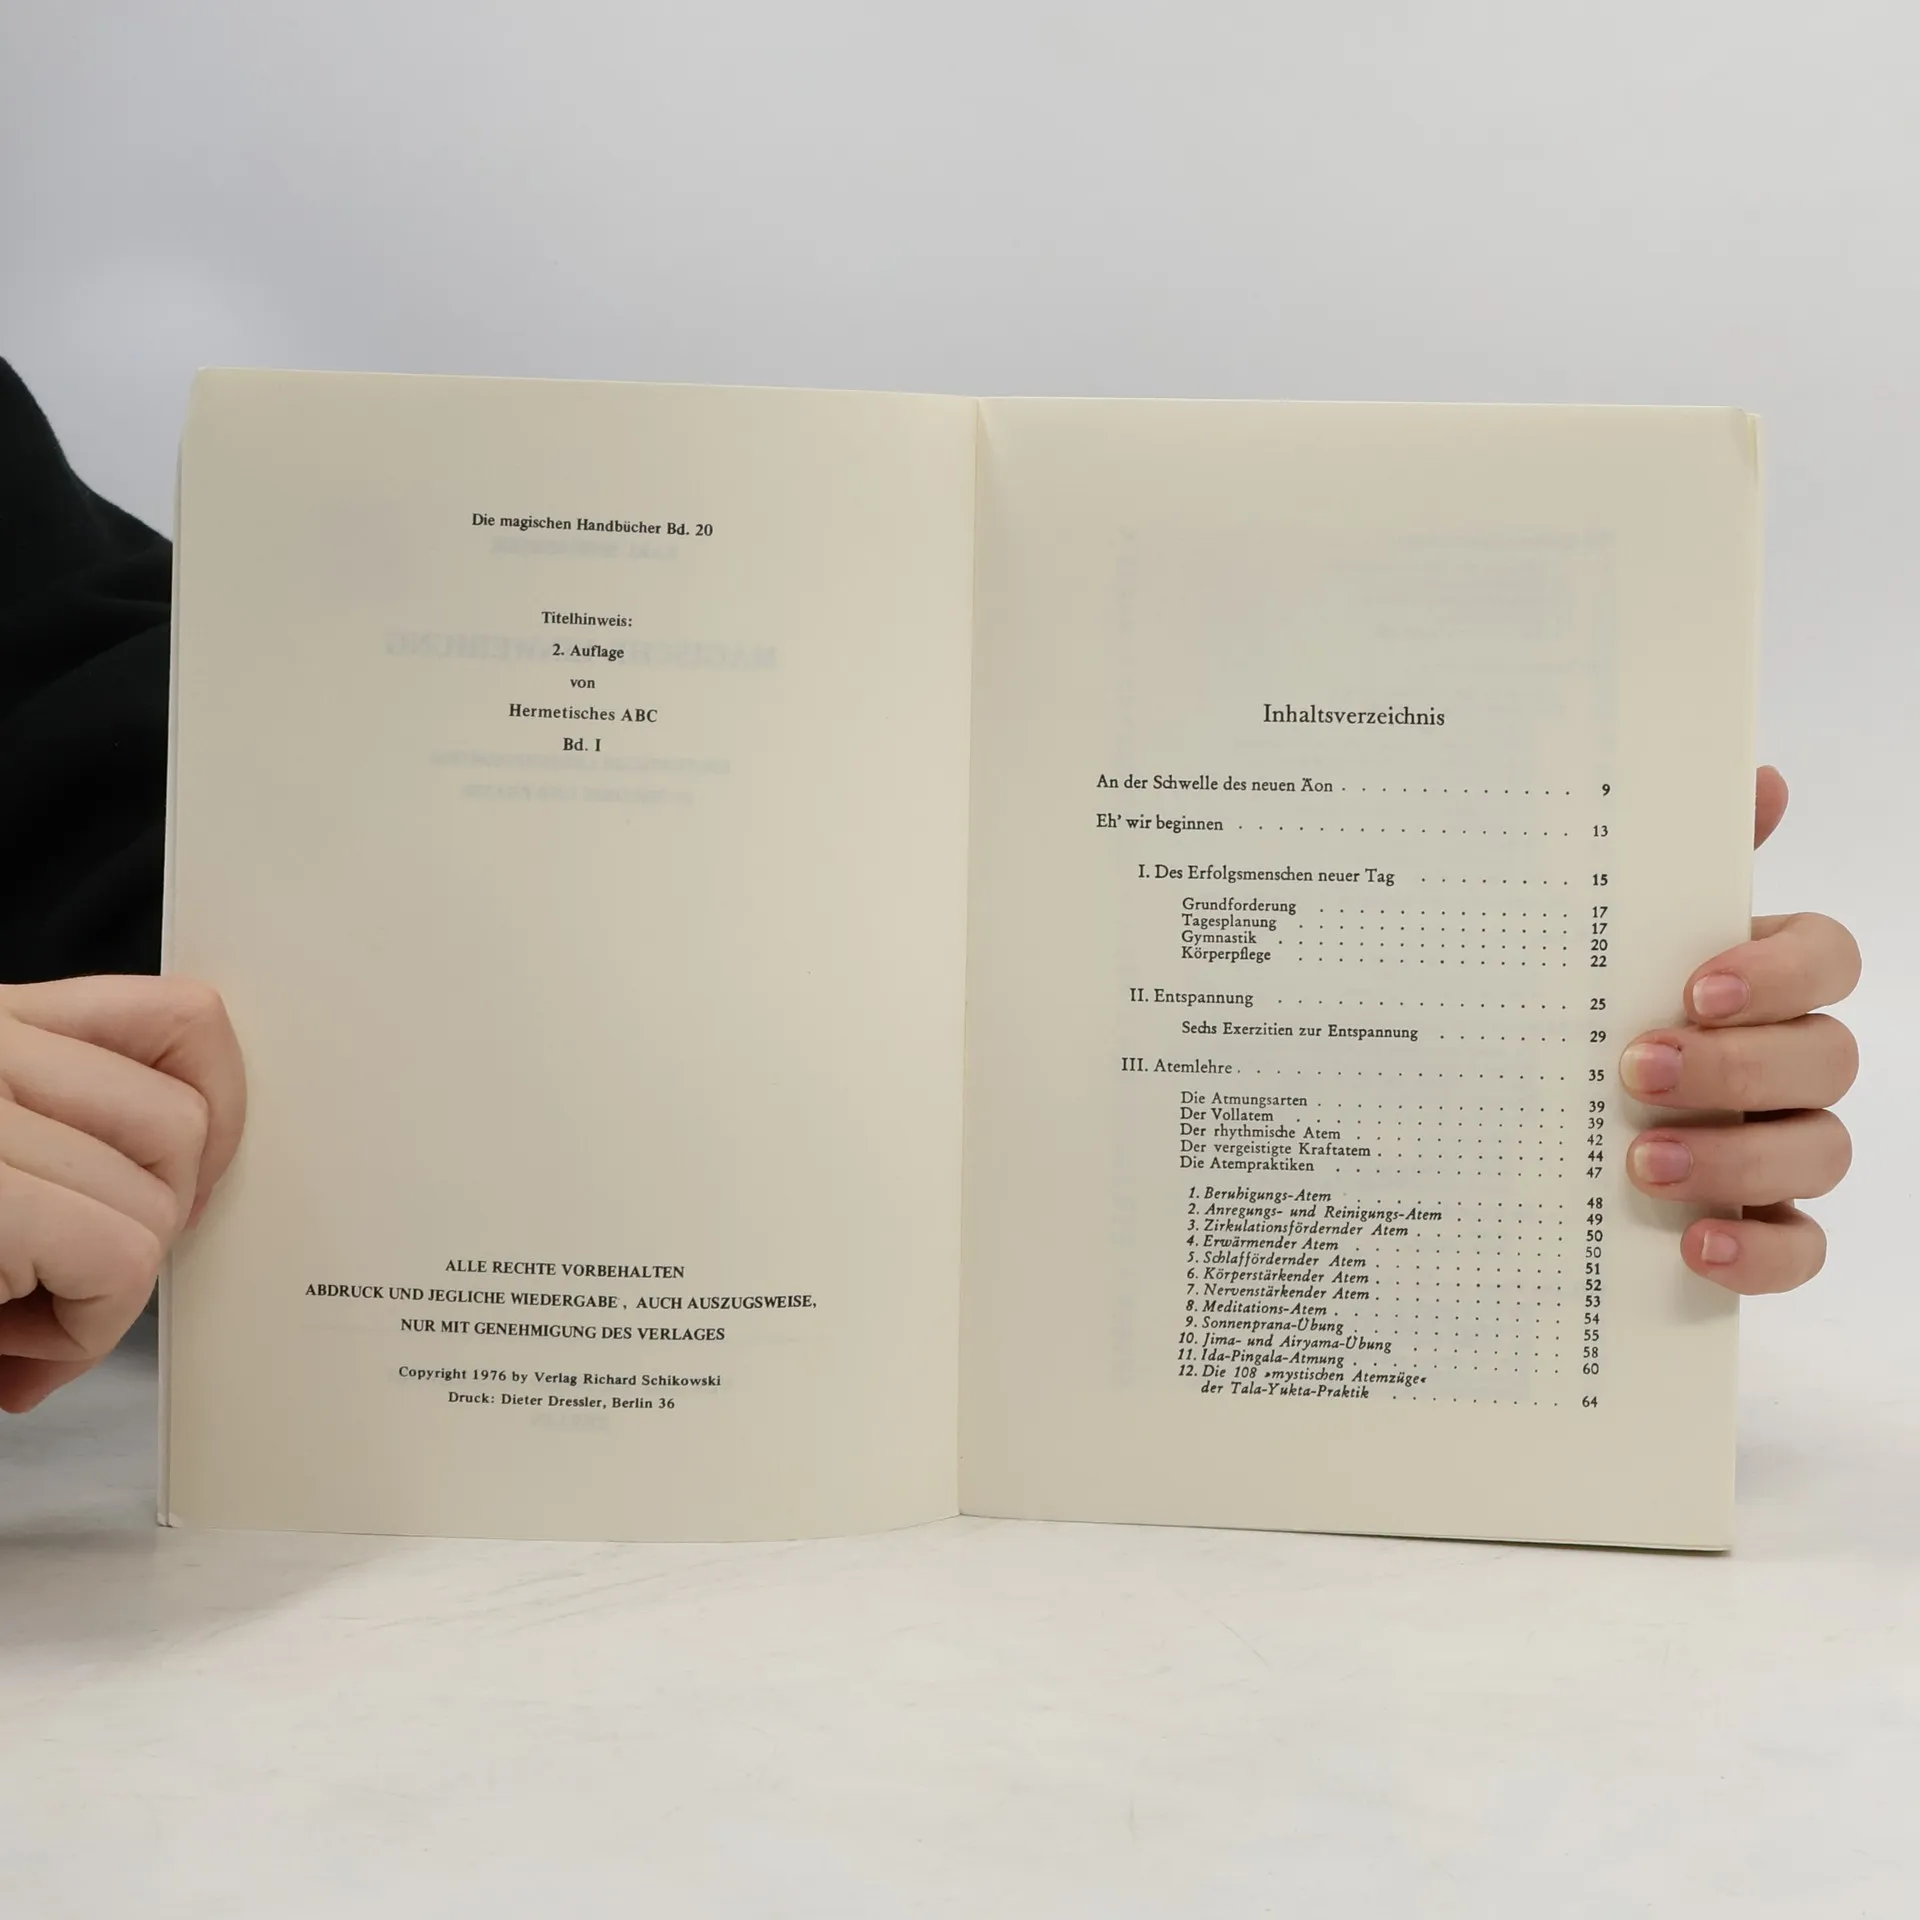 Die magischen Handbücher Bd. 20
Titelhinweis:
2. Auflage
von
Hermetisches ABC
Bd. I
ALLE RECHTE VORBEHALTEN
ABDRUCK UND JEGLICHE WIEDERGABE, AUCH AUSZUGSWEISE,
NUR MIT GENEHMIGUNG DES VERLAGES
Copyright 1976 by Verlag Richard Schikowski
Druck: Dieter Dressler, Berlin 36
Inhaltsverzeichnis
An der Schwelle des neuen Äon . . . . . . . . . . . . 9
Eh’ wir beginnen . . . . . . . . . . . . . . . . . 13
I. Des Erfolgsmenschen neuer Tag . . . . . . . . 15
Grundforderung . . . . . . . . . . . . . 17
Tagesplanung . . . . . . . . . . . . . . 17
Gymnastik . . . . . . . . . . . . . . . 20
Körperpflege . . . . . . . . . . . . . . 22
II. Entspannung . . . . . . . . . . . . . . . 25
Sechs Exerzitien zur Entspannung . . . . . . . 29
III. Atemlehre . . . . . . . . . . . . . . . . . 35
Die Atmungsarten . . . . . . . . . . . . . 39
Der Vollatem . . . . . . . . . . . . . . 39
Der rhythmische Atem . . . . . . . . . . . 42
Der vergeistigte Kraftatem . . . . . . . . . . 44
Die Atempraktiken . . . . . . . . . . . . 47
1. Beruhigungs-Atem . . . . . . . . . . . 48
2. Anregungs- und Reinigungs-Atem . . . . . . 49
3. Zirkulationsfördernder Atem . . . . . . . . 50
4. Erwärmender Atem . . . . . . . . . . . 50
5. Schlaffördernder Atem . . . . . . . . . . 51
6. Körperstärkender Atem . . . . . . . . . . 52
7. Nervenstärkender Atem . . . . . . . . . . 53
8. Meditations-Atem . . . . . . . . . . . . 54
9. Sonnenprana-Übung . . . . . . . . . . . 55
10. Jima- und Airyama-Übung . . . . . . . . 58
11. Ida-Pingala-Atmung . . . . . . . . . . . 60
12. Die 108 »mystischen Atemzüge«
der Tala-Yukta-Praktik . . . . . . . . . 64